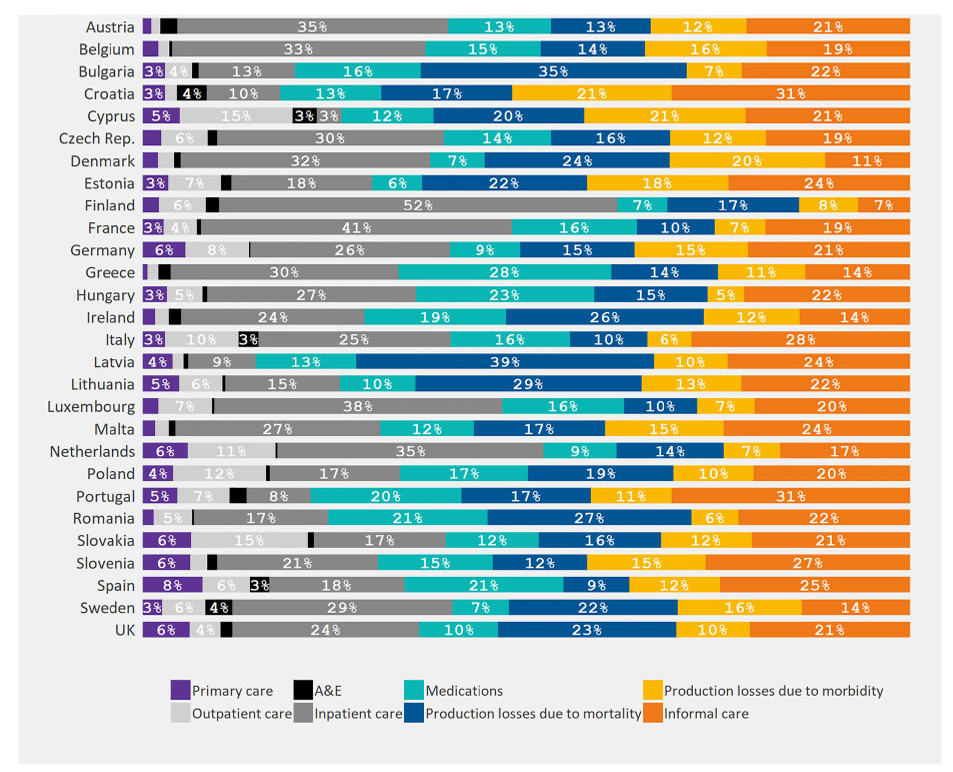 Austria 35% 13% 13% 12% 21%
Belgium 33% 15% 14% 16% 19%
Bulgaria 3% 4% 13% 16% 35% 7% 22%
Croatia 3% 4% 10% 13% 17% 21% 31%
Cyprus 5% 15% 3% 3% 12% 20% 21% 21%
Czech Rep. 6% 30% 14% 16% 12% 19%
Denmark 32% 7% 24% 20% 11%
Estonia 3% 7% 18% 6% 22% 18% 24%
Finland 6% 52% 7% 17% 8% 7%
France 3% 4% 41% 16% 10% 7% 19%
Germany 6% 8% 26% 9% 15% 15% 21%
Greece 30% 28% 14% 11% 14%
Hungary 3% 5% 27% 23% 15% 5% 22%
Ireland 24% 19% 26% 12% 14%
Italy 3% 10% 3% 25% 16% 10% 6% 28%
Latvia 4% 9% 13% 39% 10% 24%
Lithuania 5% 6% 15% 10% 29% 13% 22%
Luxembourg 7% 38% 16% 10% 7% 20%
Malta 27% 12% 17% 15% 24%
Netherlands 6% 11% 35% 9% 14% 7% 17%
Poland 4% 12% 17% 17% 19% 10% 20%
Portugal 5% 7% 8% 20% 17% 11% 31%
Romania 5% 17% 21% 27% 6% 22%
Slovakia 6% 15% 17% 12% 16% 12% 21%
Slovenia 6% 21% 15% 12% 15% 27%
Spain 8% 6% 3% 18% 21% 9% 12% 25%
Sweden 3% 6% 4% 29% 7% 22% 16% 14%
UK 6% 4% 24% 10% 23% 10% 21%
Primary care A&E Medications Production losses due to morbidity
Outpatient care Inpatient care Production losses due to mortality Informal care